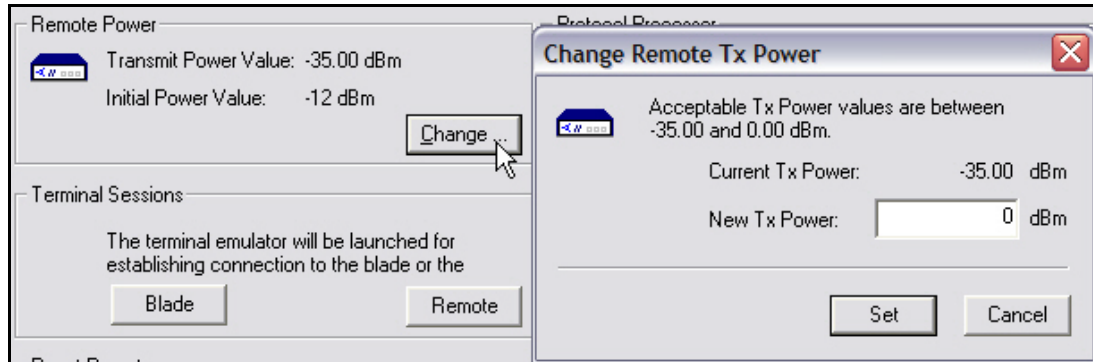 Remote Power
Transmit Power Value: -35.00 dBm
Initial Power Value: -12 dBm
Change ...
Terminal Sessions
The terminal emulator will be launched for
establishing connection to the blade or the
Blade
Remote
Protocol Processor
Change Remote Tx Power
Acceptable Tx Power values are between
-35.00 and 0.00 dBm.
Current Tx Power: -35.00 dBm
New Tx Power: 0 dBm
Set
Cancel